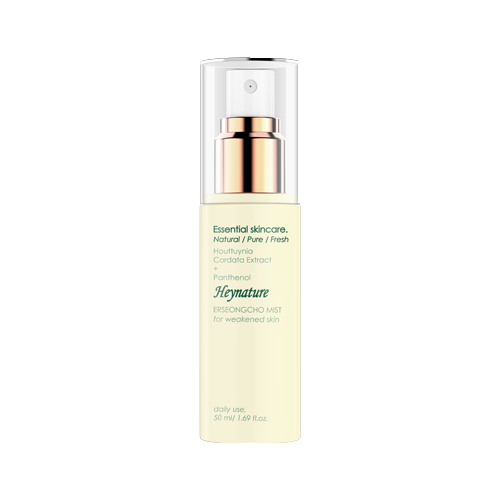 Essential skincare.
Natural / Pure / Fresh
Houttuynia
Cordata Extract
+
Panthenol
Heynature
ERSEONGCHO MIST
for weakened skin
daily use.
50 ml/ 1.69 fl.oz.